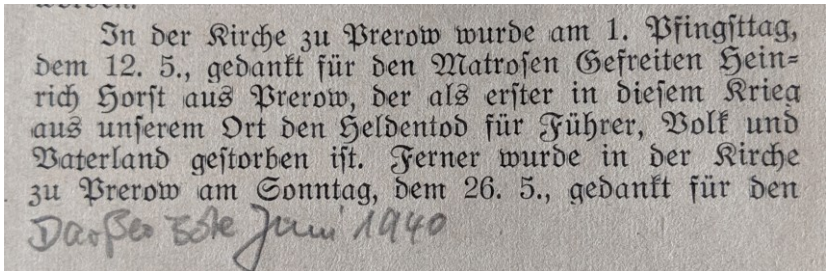 In der Kirche zu Prerow wurde am 1. Pfingsttag,
dem 12. 5., gedankt für den Matrosen Gefreiten Hein-
rich Horst aus Prerow, der als erster in diesem Krieg
aus unserem Ort den Heldentod für Führer, Volk und
Vaterland gestorben ist. Ferner wurde in der Kirche
zu Prerow am Sonntag, dem 26. 5., gedankt für den
Darßer Bote Juni 1940